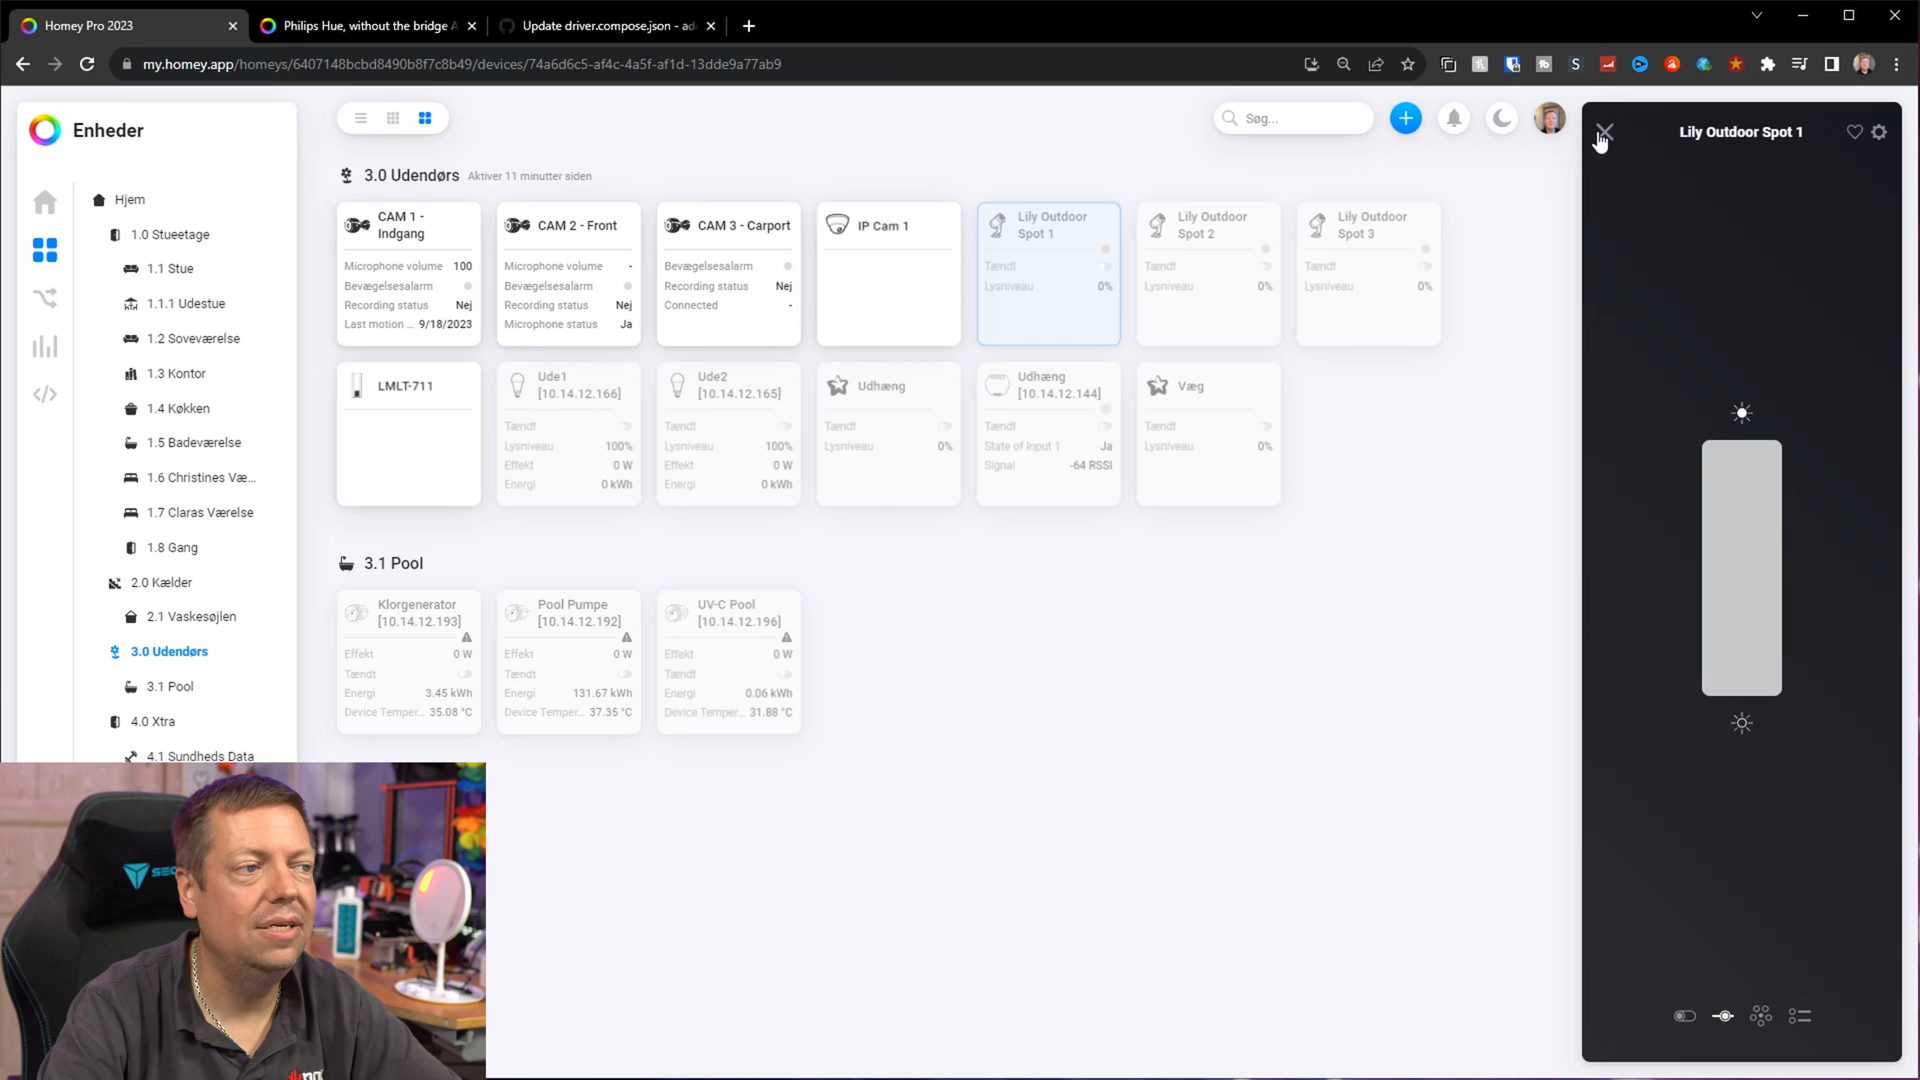 Homey Pro 2023
Philips Hue, without the bridge A
Update driver.compose.json - ad
my.homey.app/homeys/6407148bcbd8490b8f7c8b49/devices/74a6d6c5-af4c-4a5f-af1d-13dde9a77ab9
Enheder
Søg...
Lily Outdoor Spot 1
Hjem
1.0 Stueetage
1.1 Stue
1.1.1 Udestue
1.2 Soveværelse
1.3 Kontor
1.4 Køkken
1.5 Badeværelse
1.6 Christines Væ...
1.7 Claras Værelse
1.8 Gang
2.0 Kælder
2.1 Vaskesøjlen
3.0 Udendørs
3.1 Pool
4.0 Xtra
4.1 Sundheds Data
3.0 Udendørs Aktiver 11 minutter siden
CAM 1 -
Indgang
Microphone volume 100
Bevægelsesalarm
Recording status Nej
Last motion ... 9/18/2023
CAM 2 - Front
Microphone volume -
Bevægelsesalarm
Recording status Nej
Microphone status Ja
CAM 3 - Carport
Bevægelsesalarm
Recording status Nej
Connected -
IP Cam 1
Lily Outdoor
Spot 1
Tændt
Lysniveau 0%
Lily Outdoor
Spot 2
Tændt
Lysniveau 0%
Lily Outdoor
Spot 3
Tændt
Lysniveau 0%
LMLT-711
Ude1
[10.14.12.166]
Tændt
Lysniveau 100%
Effekt 0 W
Energi 0 kWh
Ude2
[10.14.12.165]
Tændt
Lysniveau 100%
Effekt 0 W
Energi 0 kWh
Udhæng
Tændt
Lysniveau 0%
Udhæng
[10.14.12.144]
Tændt
State of Input 1 Ja
Signal -64 RSSI
Væg
Tændt
Lysniveau 0%
3.1 Pool
Klorgenerator
[10.14.12.193]
Effekt 0 W
Tændt
Energi 3.45 kWh
Device Temper... 35.08 °C
Pool Pumpe
[10.14.12.192]
Effekt 0 W
Tændt
Energi 131.67 kWh
Device Temper... 37.35 °C
UV-C Pool
[10.14.12.196]
Effekt 0 W
Tændt
Energi 0.06 kWh
Device Temper... 31.88 °C